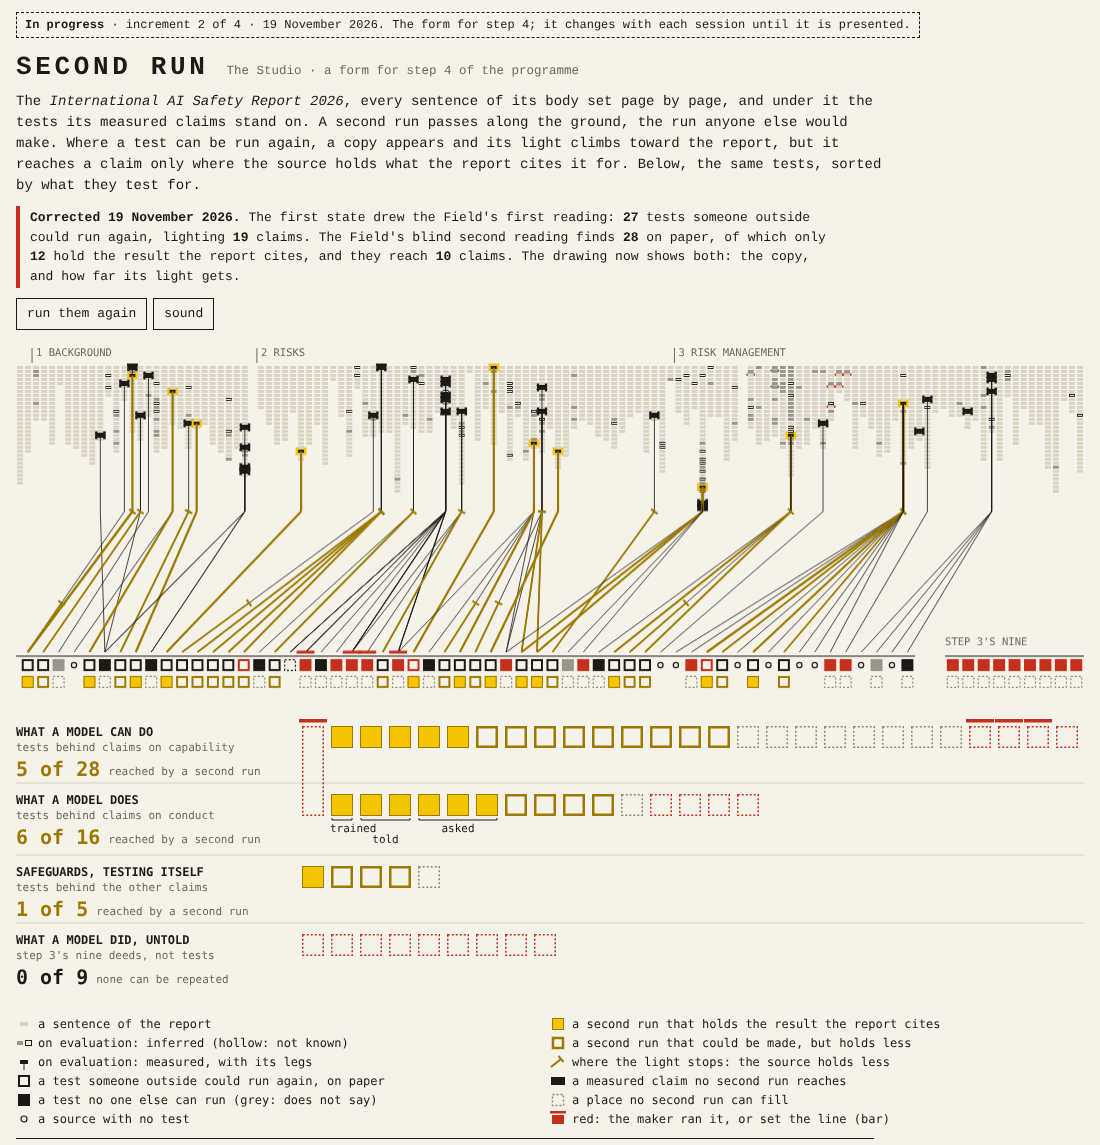 In progress · increment 2 of 4 · 19 November 2026. The form for step 4; it changes with each session until it is presented.
SECOND RUN The Studio · a form for step 4 of the programme
The International AI Safety Report 2026, every sentence of its body set page by page, and under it the
tests its measured claims stand on. A second run passes along the ground, the run anyone else would
make. Where a test can be run again, a copy appears and its light climbs toward the report, but it
reaches a claim only where the source holds what the report cites it for. Below, the same tests, sorted
by what they test for.
Corrected 19 November 2026. The first state drew the Field's first reading: 27 tests someone outside
could run again, lighting 19 claims. The Field's blind second reading finds 28 on paper, of which only
12 hold the result the report cites, and they reach 10 claims. The drawing now shows both: the copy,
and how far its light gets.
run them again sound
1 BACKGROUND 2 RISKS 3 RISK MANAGEMENT
STEP 3'S NINE
WHAT A MODEL CAN DO
tests behind claims on capability
5 of 28 reached by a second run
WHAT A MODEL DOES
tests behind claims on conduct
6 of 16 reached by a second run
trained asked
told
SAFEGUARDS, TESTING ITSELF
tests behind the other claims
1 of 5 reached by a second run
WHAT A MODEL DID, UNTOLD
step 3's nine deeds, not tests
0 of 9 none can be repeated
a sentence of the report
on evaluation: inferred (hollow: not known)
on evaluation: measured, with its legs
a test someone outside could run again, on paper
a test no one else can run (grey: does not say)
a source with no test
a second run that holds the result the report cites
a second run that could be made, but holds less
where the light stops: the source holds less
a measured claim no second run reaches
a place no second run can fill
red: the maker ran it, or set the line (bar)